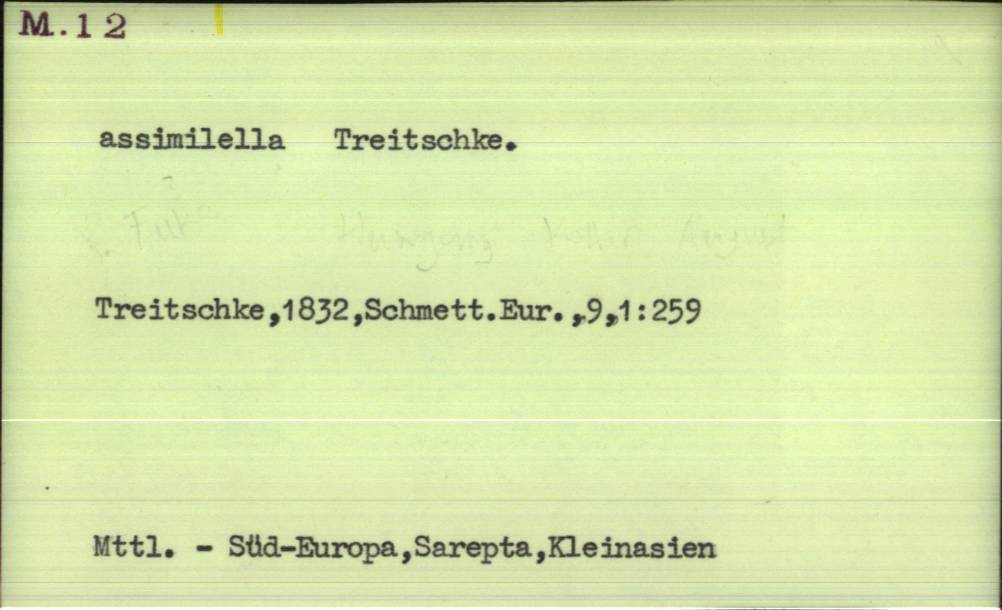 M.12
assimilella Treitschke.
Treitschke,1832,Schmett.Eur.,9,1:259
Mttl. - Süd-Europa,Sarepta,Kleinasien